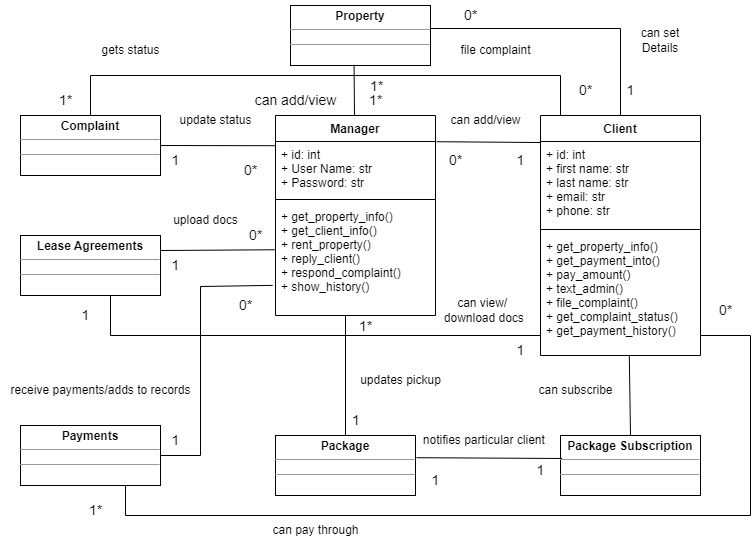 Property
0*
can set
Details
gets status
file complaint
1*
0*
1
1*
can add/view
1*
Complaint
update status
Manager
can add/view
Client
1
0*
0*
1
+ id: int
+ User Name: str
+ Password: str
+ id: int
+ first name: str
+ last name: str
+ email: str
+ phone: str
upload docs
0*
Lease Agreements
1
+ get_property_info()
+ get_client_info()
+ rent_property()
+ reply_client()
+ respond_complaint()
+ show_history()
+ get_property_info()
+ get_payment_into()
+ pay_amount()
+ text_admin()
+ file_complaint()
+ get_complaint_status()
+ get_payment_history()
0*
1
can view/
download docs
0*
1*
1
receive payments/adds to records
updates pickup
can subscribe
1
Payments
1
Package
notifies particular client
Package Subscription
1
1
1*
can pay through